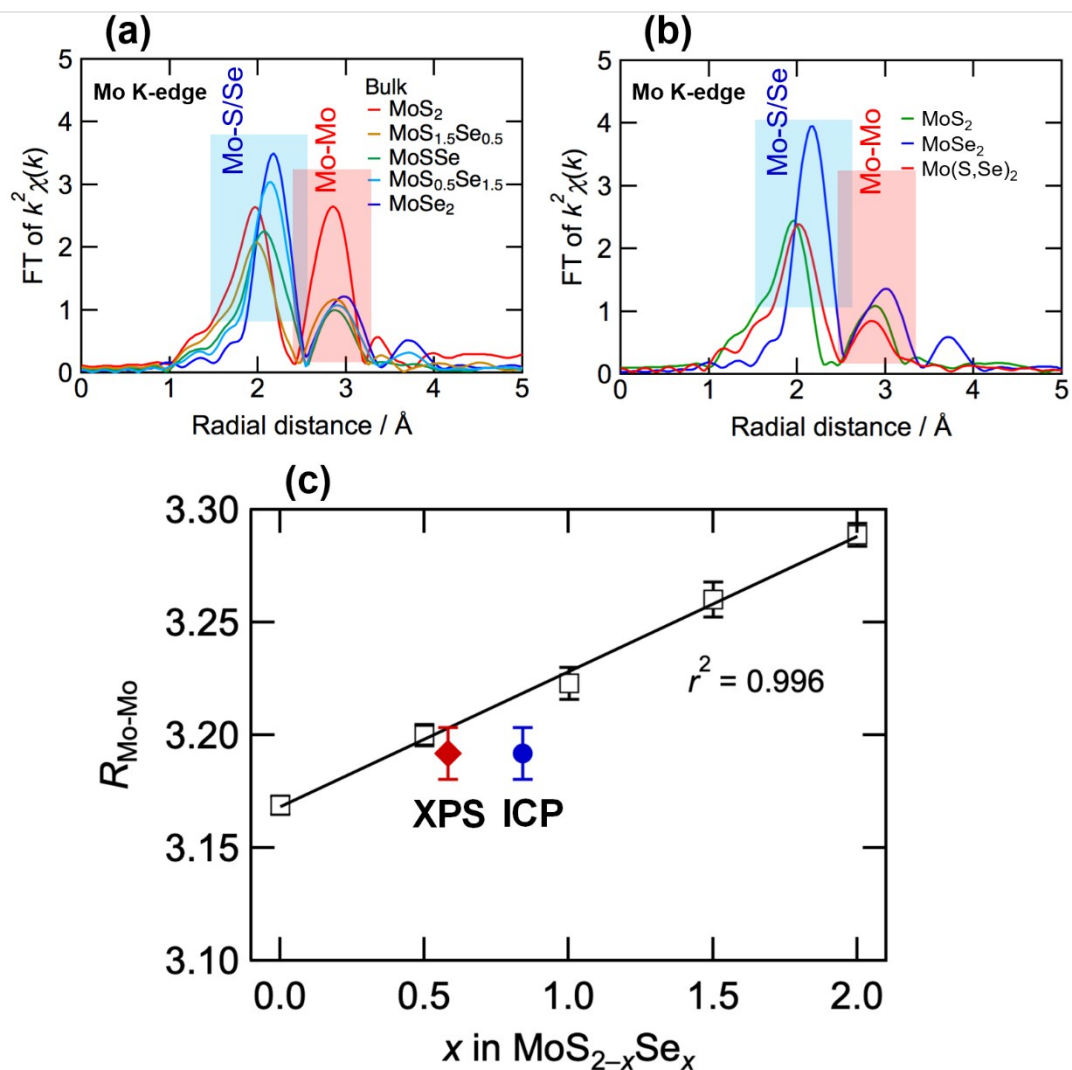 (a)
5
4
3
2
1
0
FT of k²χ(k)
Mo K-edge
Mo-S/Se
Mo-Mo
Bulk
MoS₂
MoS₁.₅Se₀.₅
MoSSe
MoS₀.₅Se₁.₅
MoSe₂
0 1 2 3 4 5
Radial distance / Å
(b)
5
4
3
2
1
0
FT of k²χ(k)
Mo K-edge
Mo-S/Se
Mo-Mo
MoS₂
MoSe₂
Mo(S,Se)₂
0 1 2 3 4 5
Radial distance / Å
(c)
3.30
3.25
3.20
3.15
3.10
R_Mo-Mo
r² = 0.996
XPS ICP
0.0 0.5 1.0 1.5 2.0
x in MoS₂₋ₓSeₓ